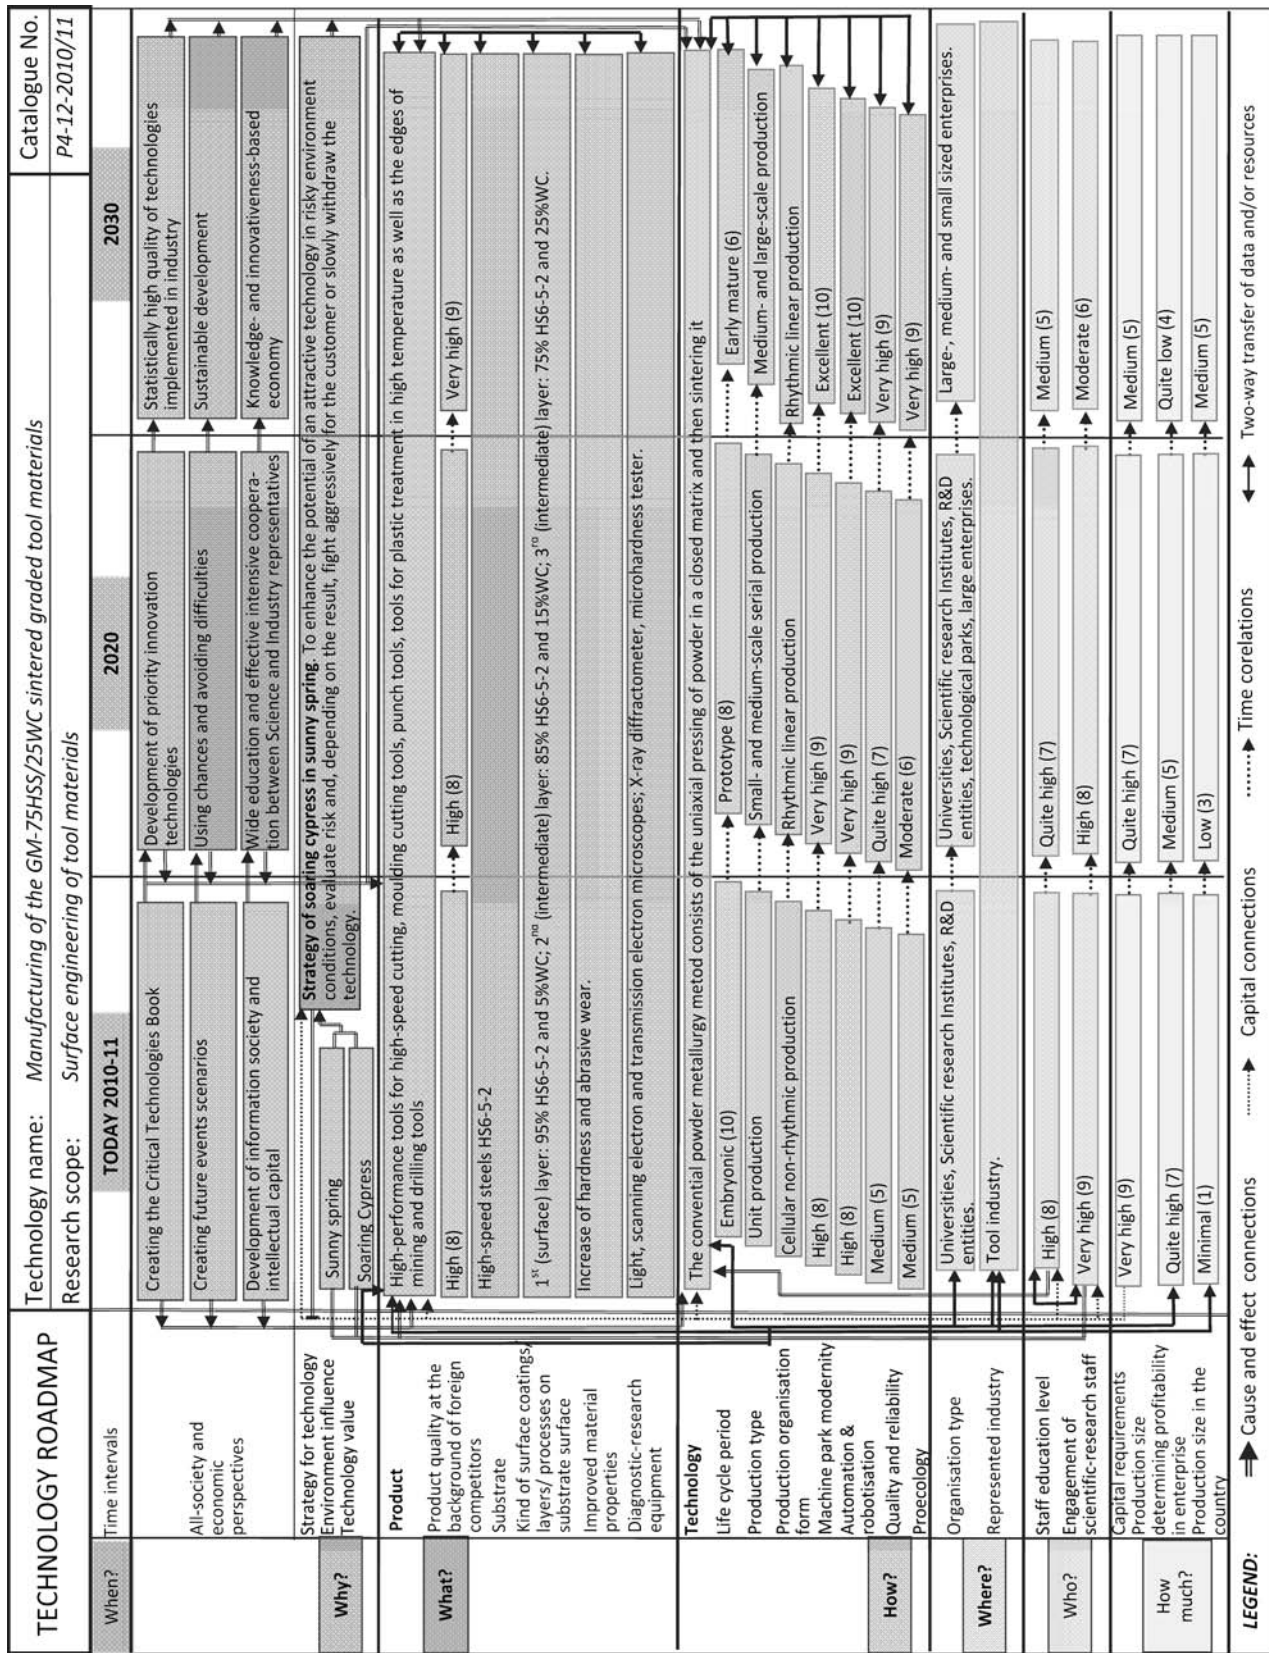 TECHNOLOGY ROADMAP
Technology name: Manufacturing of the GM-75HSS/25WC sintered graded tool materials
Catalogue No.
Research scope: Surface engineering of tool materials
P4-12-2010/11
When?
Time intervals
TODAY 2010-11
2020
2030
All-society and
economic
perspectives
Creating the Critical Technologies Book
Development of priority innovation
technologies
Statistically high quality of technologies
implemented in industry
Creating future events scenarios
Using chances and avoiding difficulties
Sustainable development
Development of information society and
intellectual capital
Wide education and effective intensive coopera-
tion between Science and Industry representatives
Knowledge- and innovativeness-based
economy
Why?
Strategy for technology
Environment influence
Technology value
Sunny spring
Soaring Cypress
Strategy of soaring cypress in sunny spring. To enhance the potential of an attractive technology in risky environment
conditions, evaluate risk and, depending on the result, fight aggressively for the customer or slowly withdraw the
technology.
What?
Product
High-performance tools for high-speed cutting, moulding cutting tools, punch tools, tools for plastic treatment in high temperature as well as the edges of
mining and drilling tools
Product quality at the
background of foreign
competitors
High (8)
High (8)
Very high (9)
Substrate
High-speed steels HS6-5-2
Kind of surface coatings/
layers/ processes on
substrate surface
1st (surface) layer: 95% HS6-5-2 and 5%WC; 2nd (intermediate) layer: 85% HS6-5-2 and 15%WC; 3rd (intermediate) layer: 75% HS6-5-2 and 25%WC.
Improved material
properties
Increase of hardness and abrasive wear.
Diagnostic-research
equipment
Light, scanning electron and transmission electron microscopes; X-ray diffractometer, microhardness tester.
How?
Technology
The conventional powder metallurgy metod consists of the uniaxial pressing of powder in a closed matrix and then sintering it
Life cycle period
Embryonic (10)
Prototype (8)
Early mature (6)
Production type
Unit production
Small- and medium-scale serial production
Medium- and large-scale production
Production organisation
form
Cellular non-rhythmic production
Rhythmic linear production
Rhythmic linear production
Machine park modernity
High (8)
Very high (9)
Excellent (10)
Automation &
robotisation
High (8)
Very high (9)
Excellent (10)
Quality and reliability
Medium (5)
Quite high (7)
Very high (9)
Proecology
Medium (5)
Moderate (6)
Very high (9)
Where?
Organisation type
Universities, Scientific research Institutes, R&D
entities.
Universities, Scientific research Institutes, R&D
entities, technological parks, large enterprises.
Large-, medium- and small sized enterprises.
Represented industry
Tool industry.
Who?
Staff education level
High (8)
Quite high (7)
Medium (5)
Engagement of
scientific-research staff
Very high (9)
High (8)
Moderate (6)
How
much?
Capital requirements
Very high (9)
Quite high (7)
Medium (5)
Production size
determining profitability
in enterprise
Quite high (7)
Medium (5)
Quite low (4)
Production size in the
country
Minimal (1)
Low (3)
Medium (5)
LEGEND:
Cause and effect connections
Capital connections
Time corelations
Two-way transfer of data and/or resources